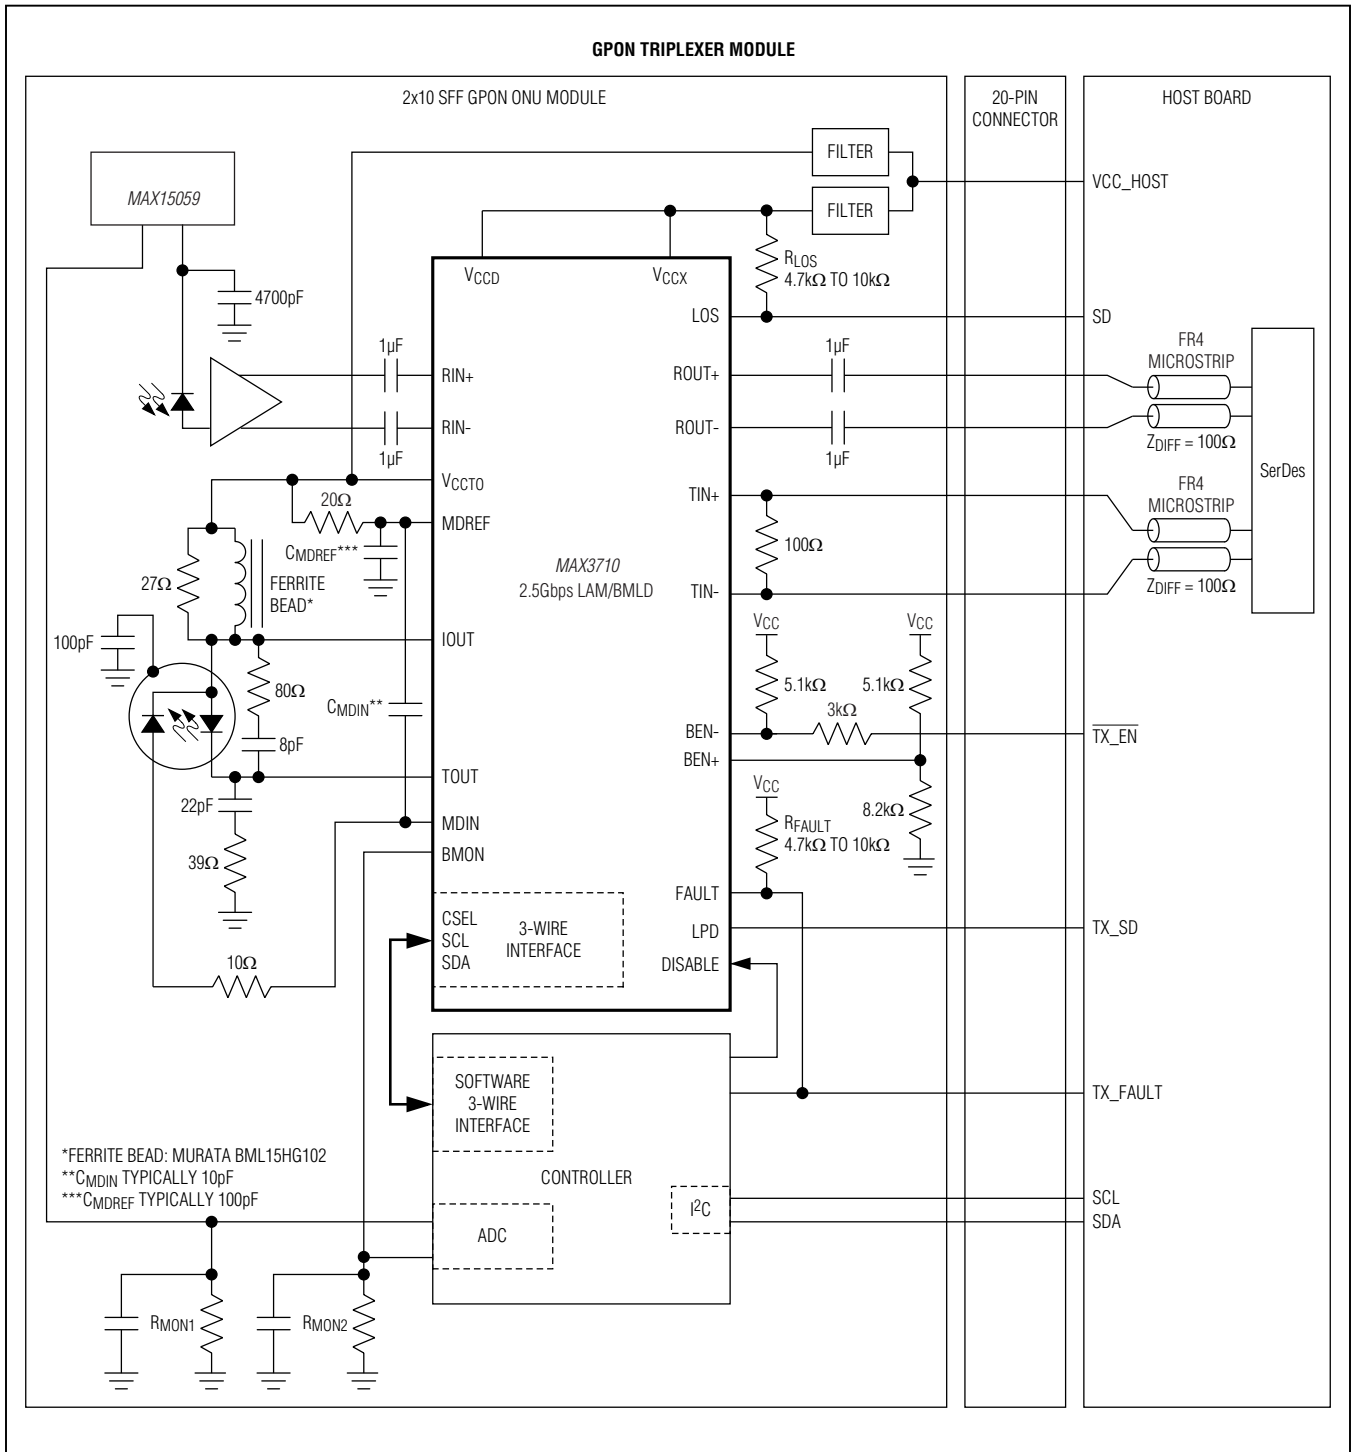 GPON TRIPLEXER MODULE
2x10 SFF GPON ONU MODULE
20-PIN
CONNECTOR
HOST BOARD
MAX15059
FILTER
FILTER
VCC_HOST
4700pF
VCCD
VCCX
RLOS
4.7kΩ TO 10kΩ
LOS
SD
1µF
RIN+
RIN-
1µF
ROUT+
ROUT-
1µF
1µF
FR4
MICROSTRIP
ZDIFF = 100Ω
SerDes
VCCTO
20Ω
MDREF
CMDREF***
TIN+
100Ω
TIN-
FR4
MICROSTRIP
ZDIFF = 100Ω
MAX3710
2.5Gbps LAM/BMLD
27Ω
FERRITE
BEAD*
IOUT
100pF
80Ω
8pF
CMDIN**
VCC
VCC
5.1kΩ
5.1kΩ
3kΩ
BEN-
BEN+
TX_EN
TOUT
22pF
39Ω
MDIN
BMON
VCC
RFAULT
4.7kΩ TO 10kΩ
8.2kΩ
FAULT
LPD
TX_SD
DISABLE
CSEL
SCL
SDA
3-WIRE
INTERFACE
10Ω
SOFTWARE
3-WIRE
INTERFACE
TX_FAULT
*FERRITE BEAD: MURATA BML15HG102
**CMDIN TYPICALLY 10pF
***CMDREF TYPICALLY 100pF
CONTROLLER
I2C
SCL
SDA
ADC
RMON1
RMON2